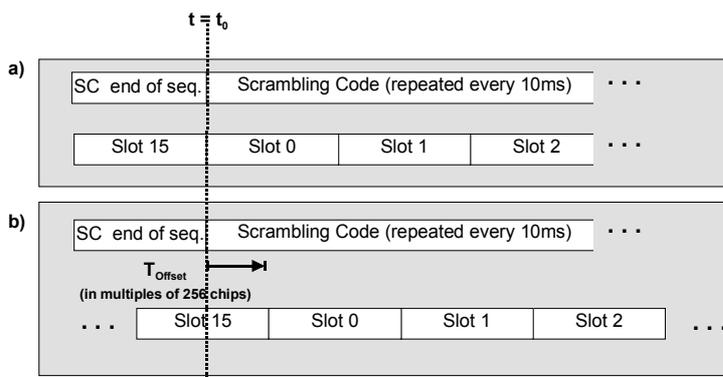 t = t0
a)
SC end of seq. Scrambling Code (repeated every 10ms) . . .
Slot 15 Slot 0 Slot 1 Slot 2 . . .
b)
SC end of seq. Scrambling Code (repeated every 10ms) . . .
TOffset
(in multiples of 256 chips)
. . . Slot 15 Slot 0 Slot 1 Slot 2 . . .